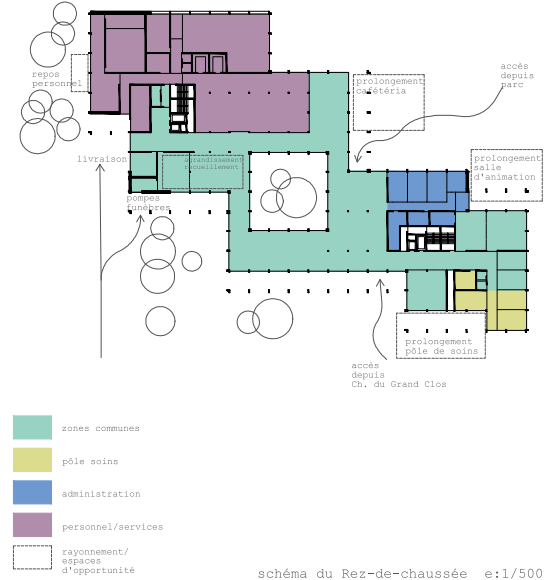 repos
personnel
prolongement
cafétéria
accès
depuis
parc
livraison
agrandissement
recueillement
prolongement
salle
d'animation
pompes
funèbres
prolongement
pôle de soins
accès
depuis
Ch. du Grand Clos
zones communes
pôle soins
administration
personnel/services
rayonnement/
espaces
d'opportunité
schéma du Rez-de-chaussée e:1/500